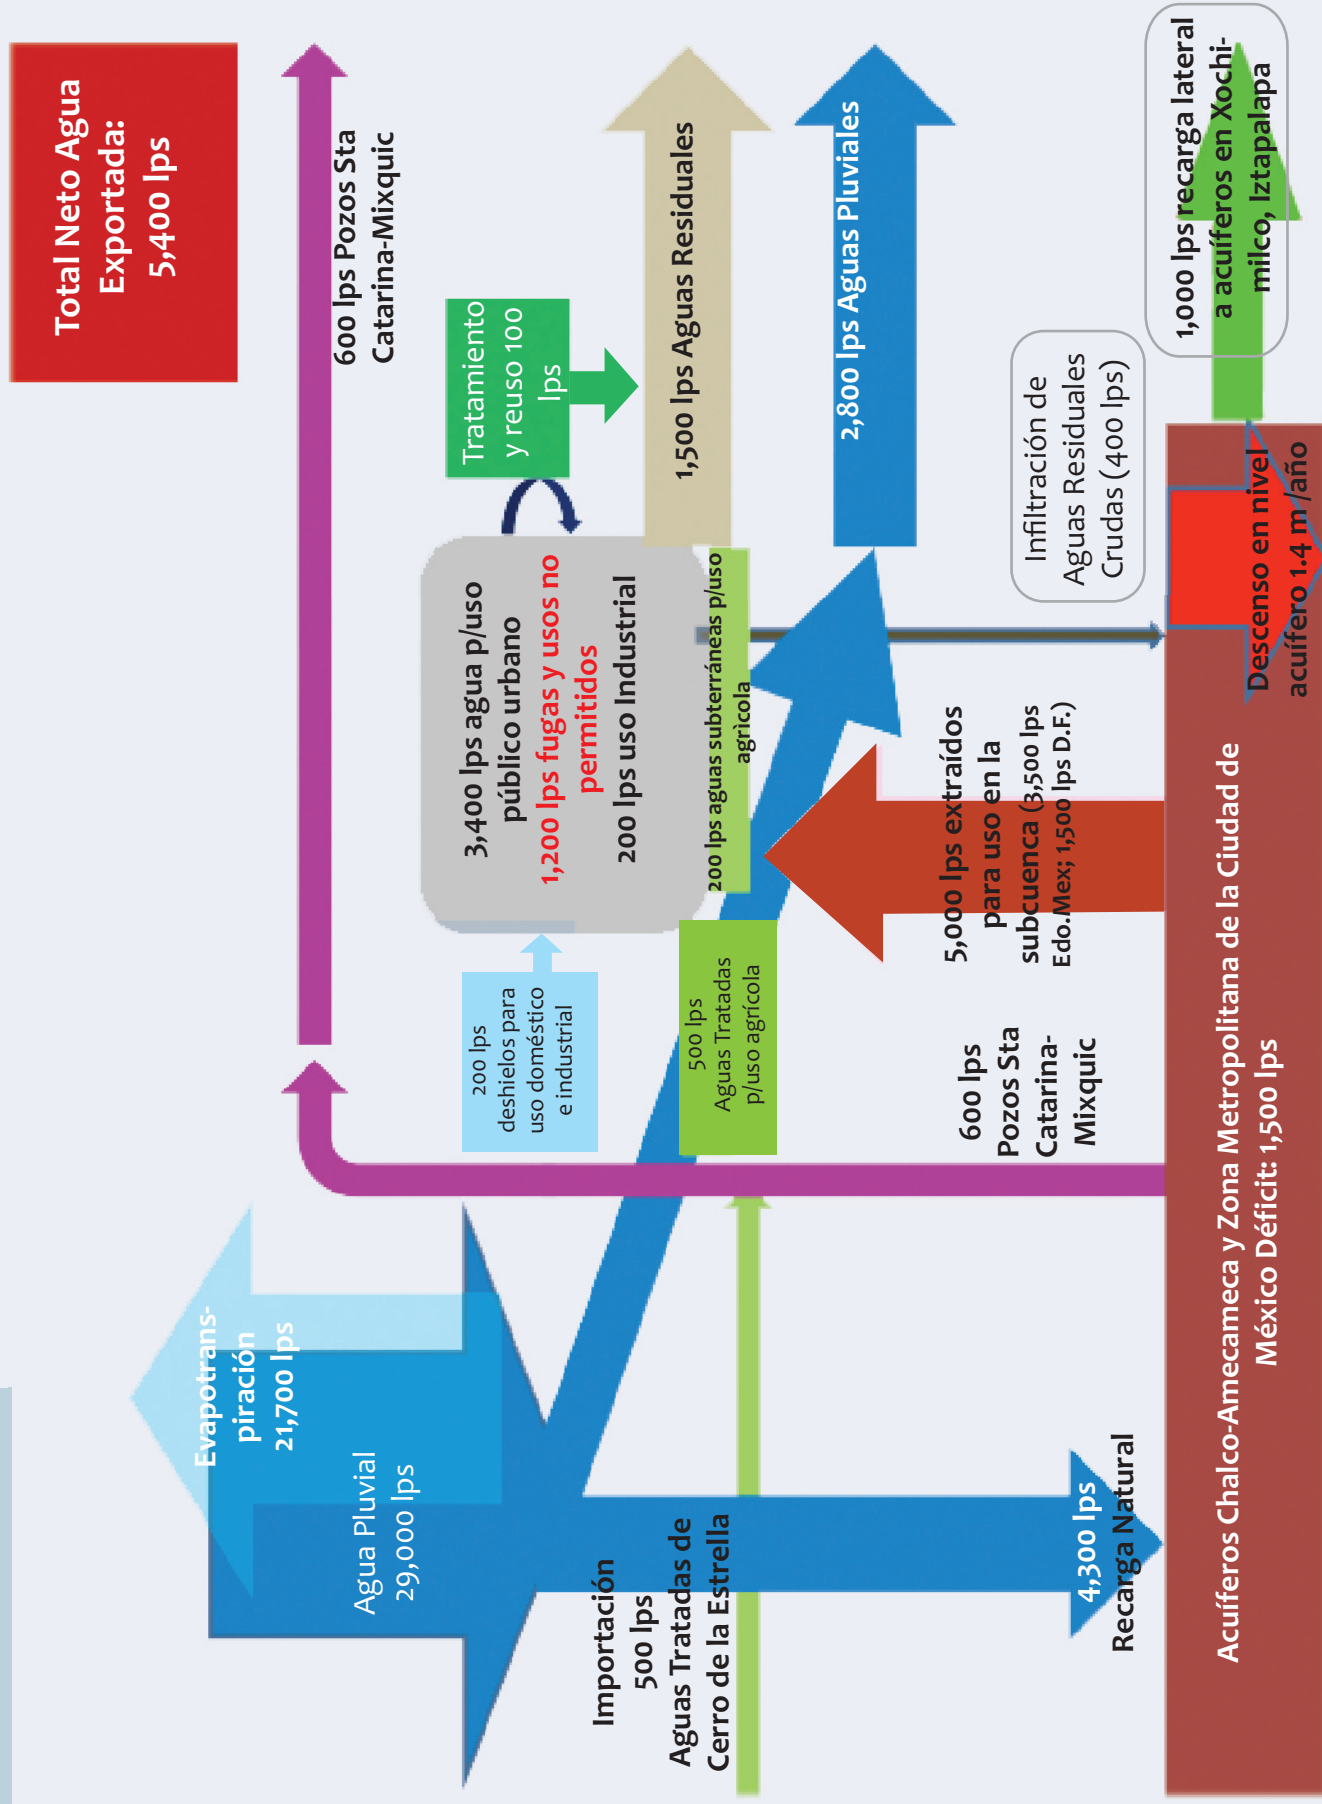 Total Neto Agua
Exportada:
5,400 lps
600 lps Pozos Sta
Catarina-Mixquic
Evapotrans-
piración
21,700 lps
Agua Pluvial
29,000 lps
Tratamiento
y reuso 100
lps
3,400 lps agua p/uso
público urbano
1,200 lps fugas y usos no
permitidos
200 lps uso Industrial
200 lps
deshielos para
uso doméstico
e industrial
1,500 lps Aguas Residuales
200 lps aguas subterráneas p/uso
agrìcola
500 lps
Aguas Tratadas
p/uso agrícola
2,800 lps Aguas Pluviales
Importación
500 lps
Aguas Tratadas de
Cerro de la Estrella
600 lps
Pozos Sta
Catarina-
Mixquic
5,000 lps extraídos
para uso en la
subcuenca (3,500 lps
Edo.Mex; 1,500 lps D.F.)
Infiltración de
Aguas Residuales
Crudas (400 lps)
1,000 lps recarga lateral
a acuíferos en Xochi-
milco, Iztapalapa
4,300 lps
Recarga Natural
Acuíferos Chalco-Amecameca y Zona Metropolitana de la Ciudad de
México Déficit: 1,500 lps
Descenso en nivel
acuífero 1.4 m /año